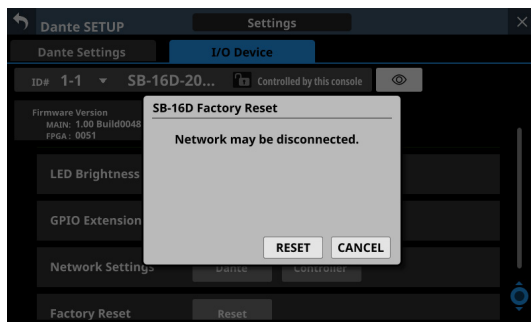 Dante SETUP
Settings
Dante Settings
I/O Device
ID# 1-1 SB-16D-20... Controlled by this console
Firmware Version
MAIN: 1.00 Build0048
FPGA: 0051
SB-16D Factory Reset
Network may be disconnected.
RESET CANCEL
LED Brightness
GPIO Extension
Network Settings Dante Controller
Factory Reset Reset